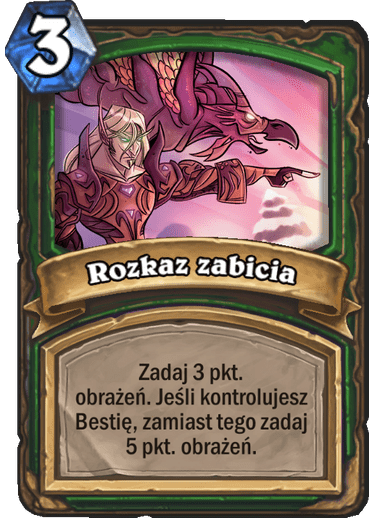 3
Rozkaz zabicia
Zadaj 3 pkt.
obrażeń. Jeśli kontrolujesz
Bestię, zamiast tego zadaj
5 pkt. obrażeń.